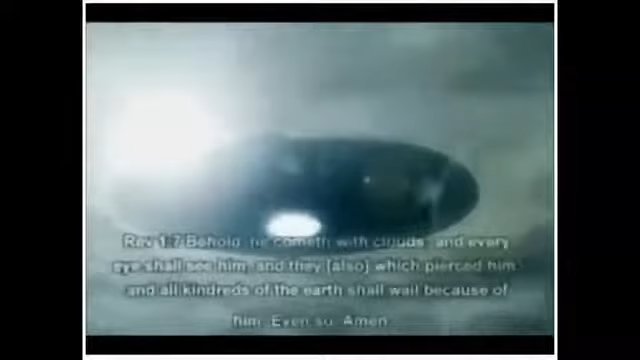 Rev 1:7 Behold, he cometh with clouds; and every
eye shall see him, and they [also] which pierced him:
and all kindreds of the earth shall wail because of
him. Even so, Amen.